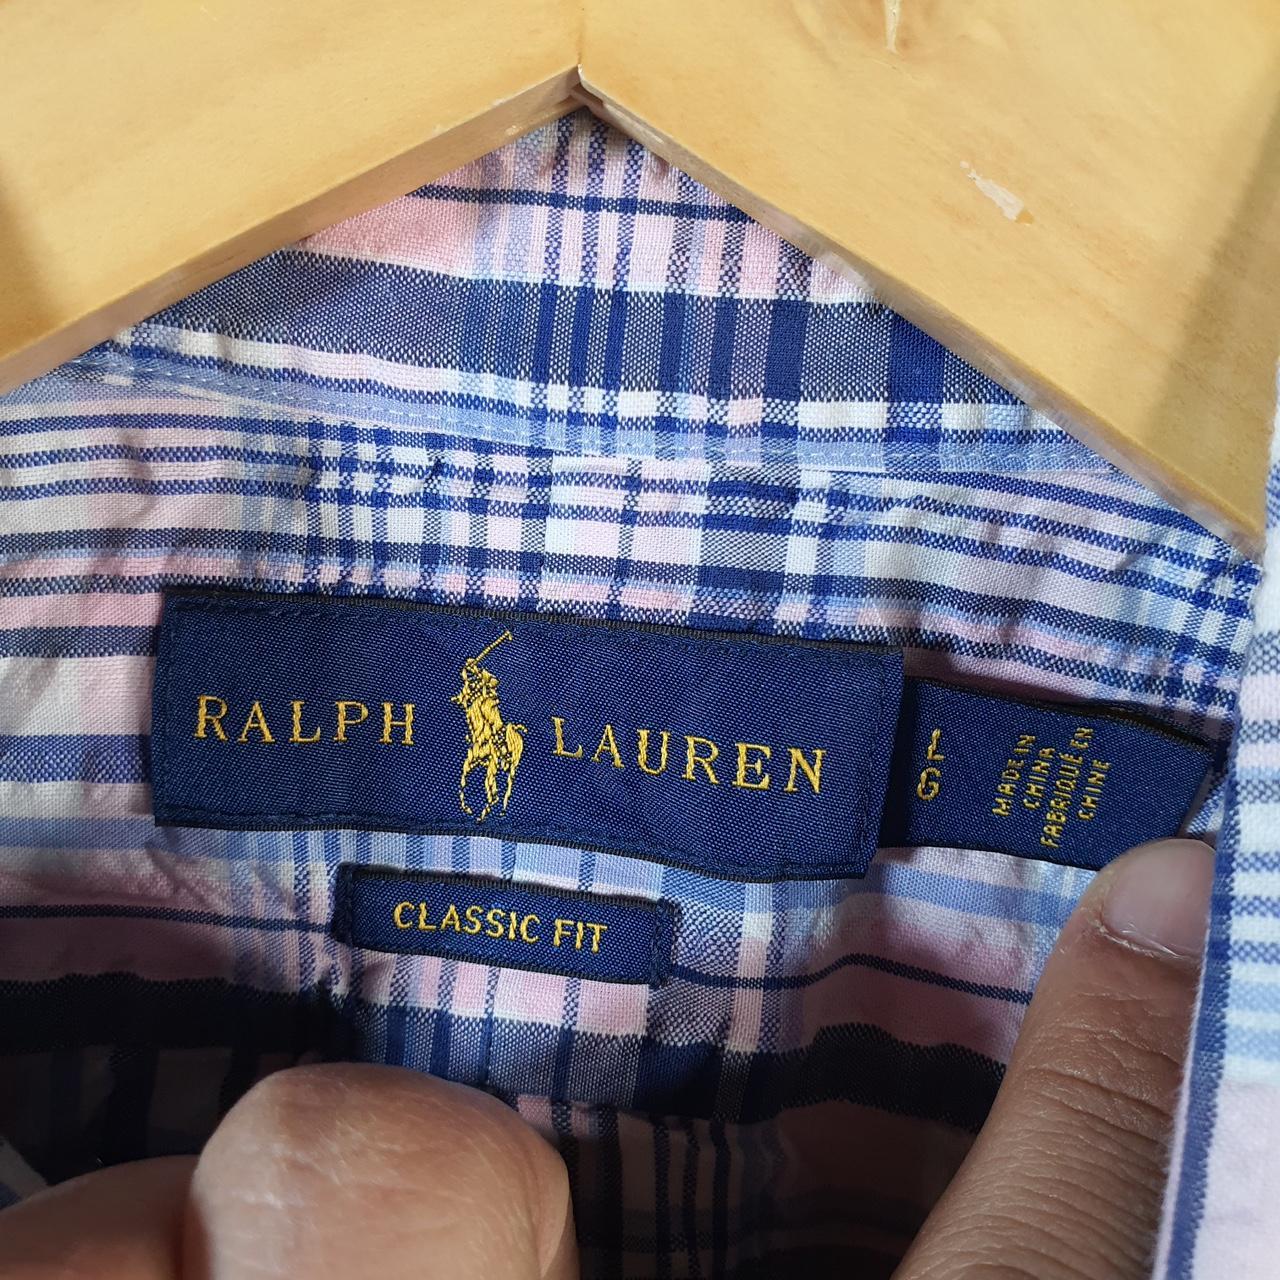 RALPH LAUREN
CLASSIC FIT
L
G
MADE IN
CHINA
FABRIQUÉ EN
CHINE